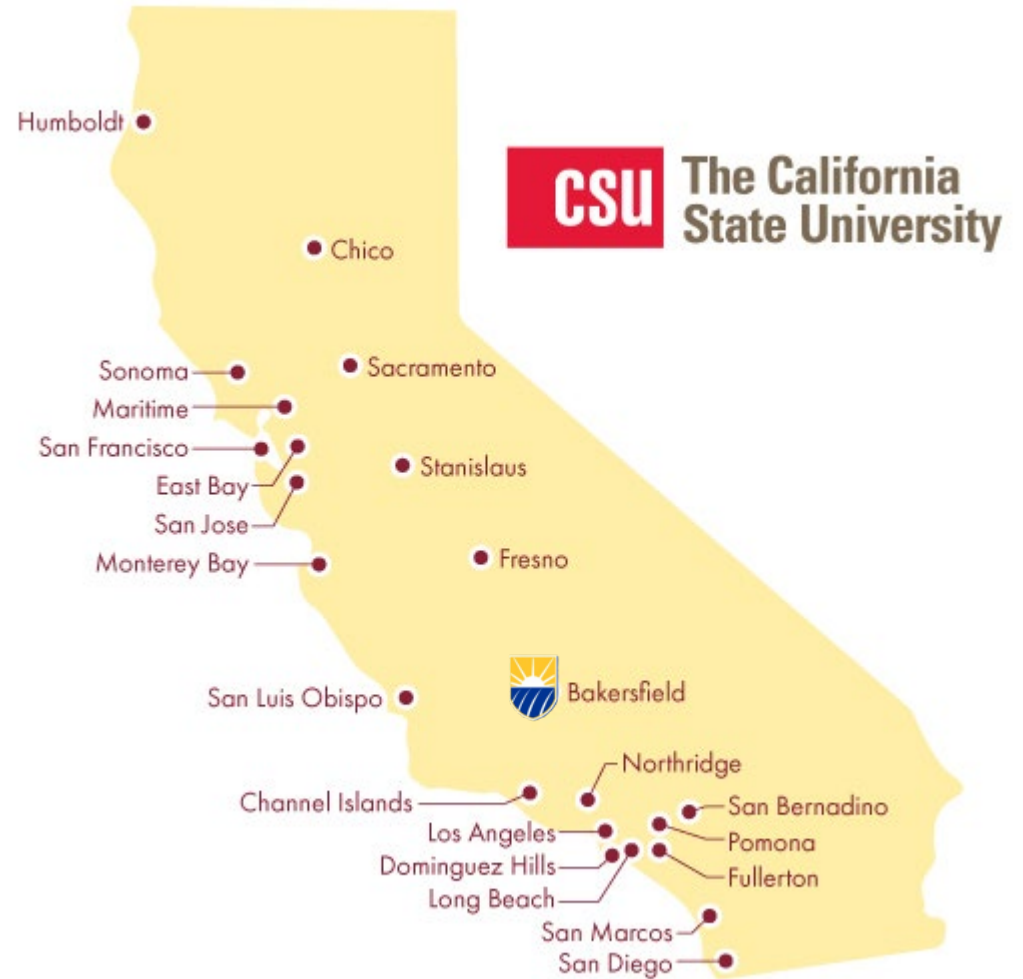 Humboldt
CSU
The California
State University
Chico
Sonoma
Sacramento
Maritime
San Francisco
Stanislaus
East Bay
San Jose
Monterey Bay
Fresno
San Luis Obispo
Bakersfield
Northridge
Channel Islands
San Bernadino
Los Angeles
Pomona
Dominguez Hills
Fullerton
Long Beach
San Marcos
San Diego